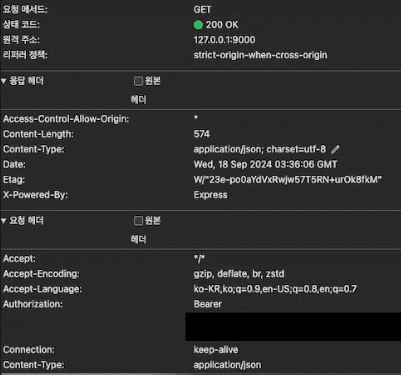 요청 메서드: GET
상태 코드: 200 OK
원격 주소: 127.0.0.1:9000
리퍼러 정책: strict-origin-when-cross-origin
▼ 응답 헤더 원본
헤더
Access-Control-Allow-Origin: *
Content-Length: 574
Content-Type: application/json; charset=utf-8
Date: Wed, 18 Sep 2024 03:36:06 GMT
Etag: W/"23e-po0aYdVxRwjw57T5RN+urOk8fkM"
X-Powered-By: Express
▼ 요청 헤더 원본
헤더
Accept: */*
Accept-Encoding: gzip, deflate, br, zstd
Accept-Language: ko-KR,ko;q=0.9,en-US;q=0.8,en;q=0.7
Authorization: Bearer
Connection: keep-alive
Content-Type: application/json